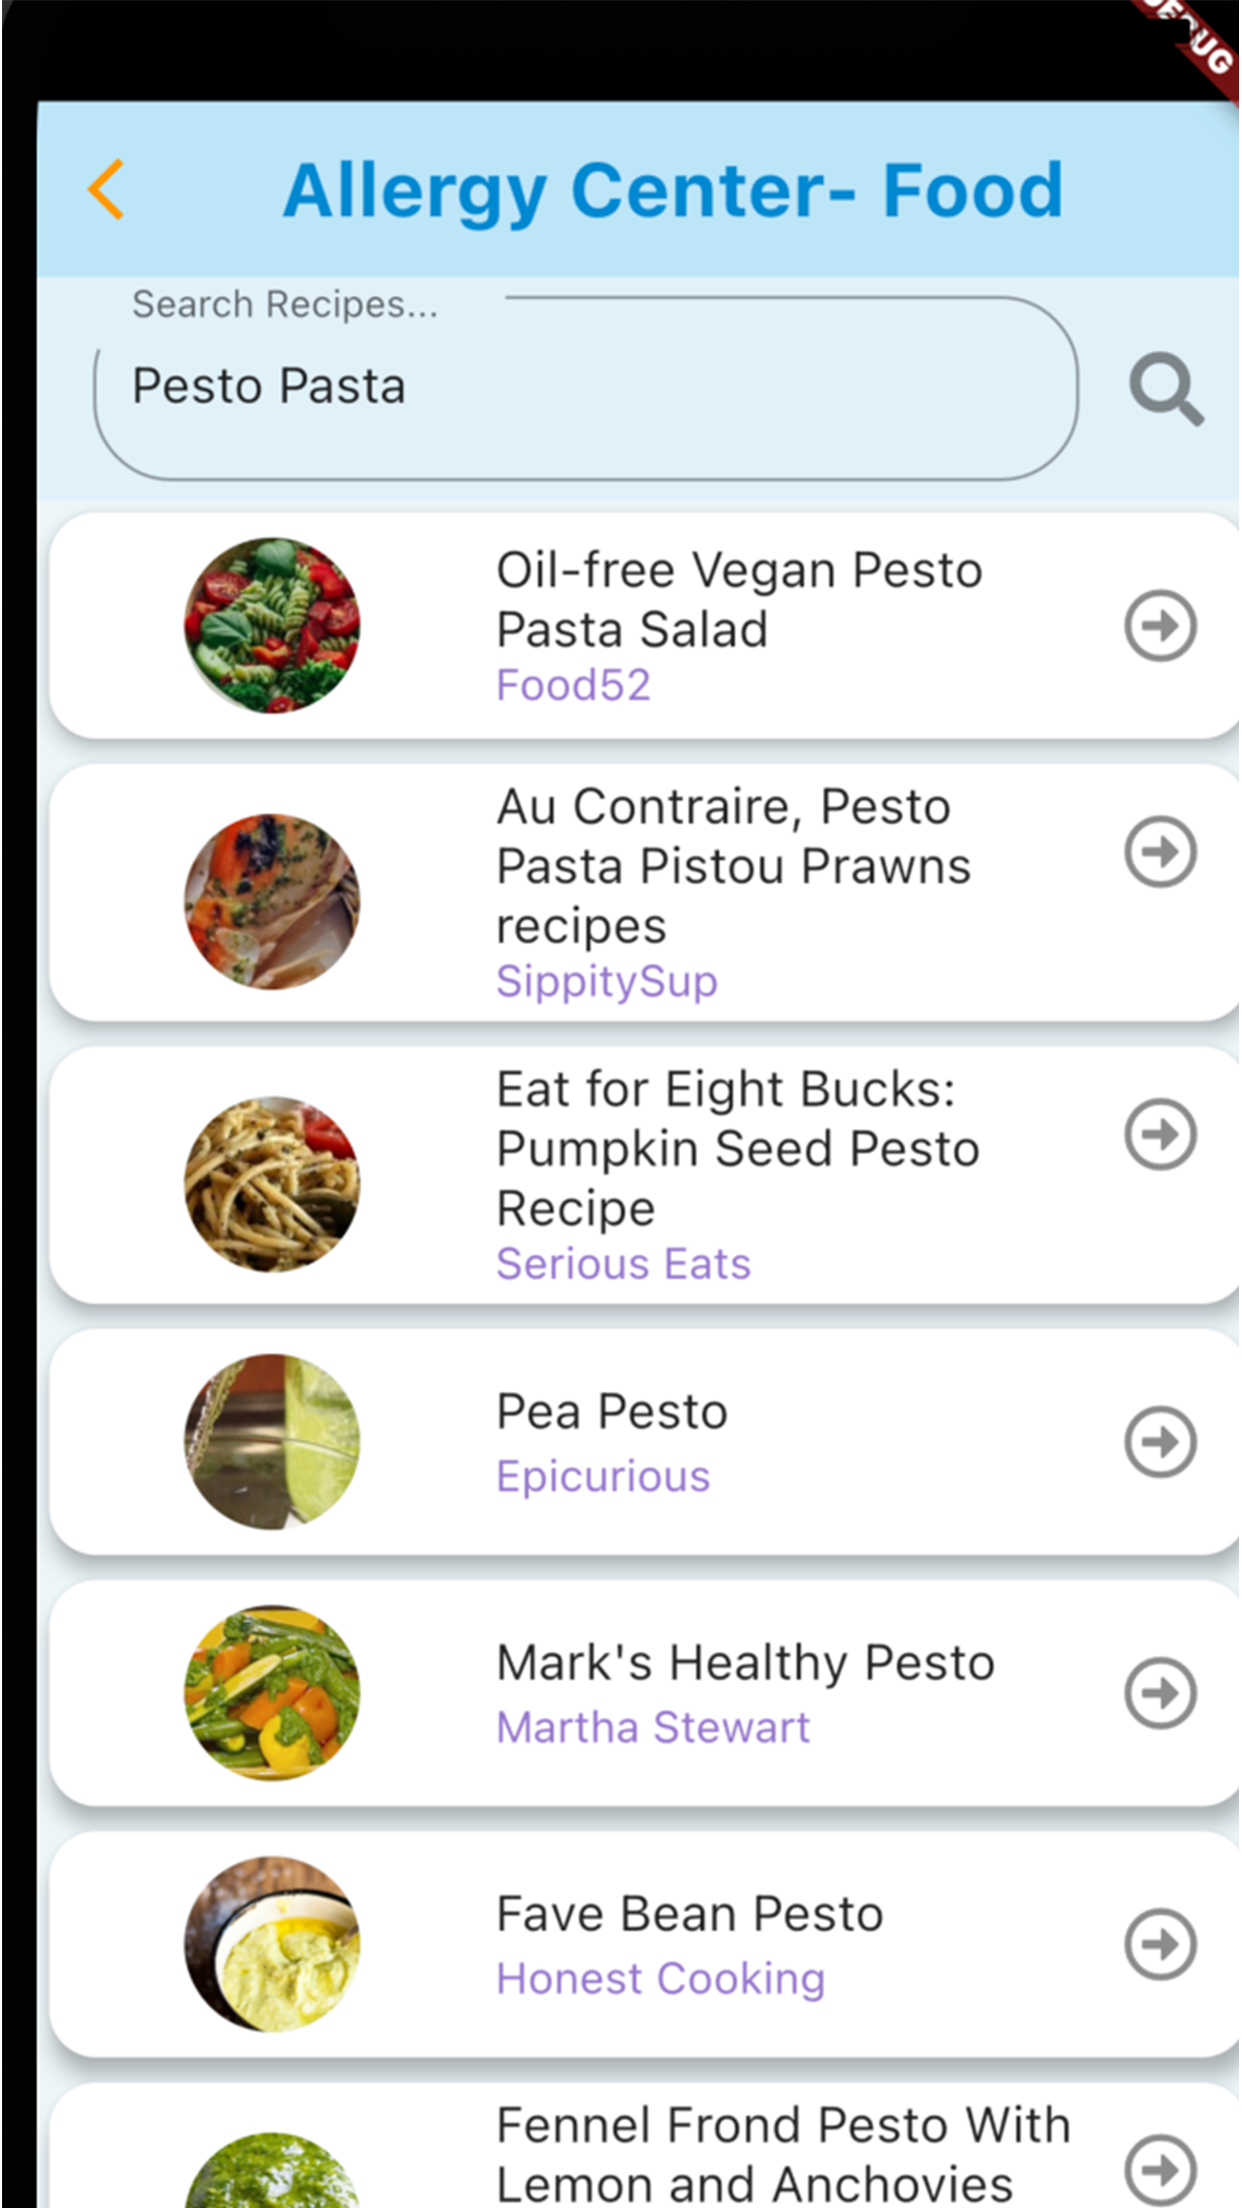 DEBUG
Allergy Center- Food
Search Recipes...
Pesto Pasta
Oil-free Vegan Pesto
Pasta Salad
Food52
Au Contraire, Pesto
Pasta Pistou Prawns
recipes
SippitySup
Eat for Eight Bucks:
Pumpkin Seed Pesto
Recipe
Serious Eats
Pea Pesto
Epicurious
Mark's Healthy Pesto
Martha Stewart
Fave Bean Pesto
Honest Cooking
Fennel Frond Pesto With
Lemon and Anchovies